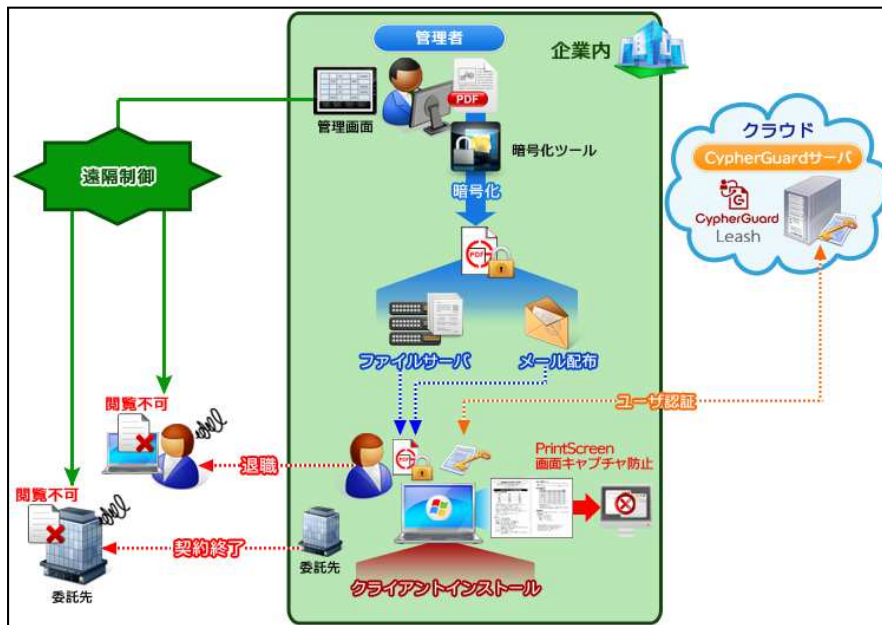 管理者
企業内
PDF
管理画面
暗号化ツール
クラウド
CypherGuardサーバ
CypherGuard
Leash
遠隔制御
暗号化
PDF
ファイルサーバ
メール配布
閲覧不可
ユーザ認証
PDF
PrintScreen
画面キャプチャ防止
退職
閲覧不可
契約終了
委託先
クライアントインストール
委託先